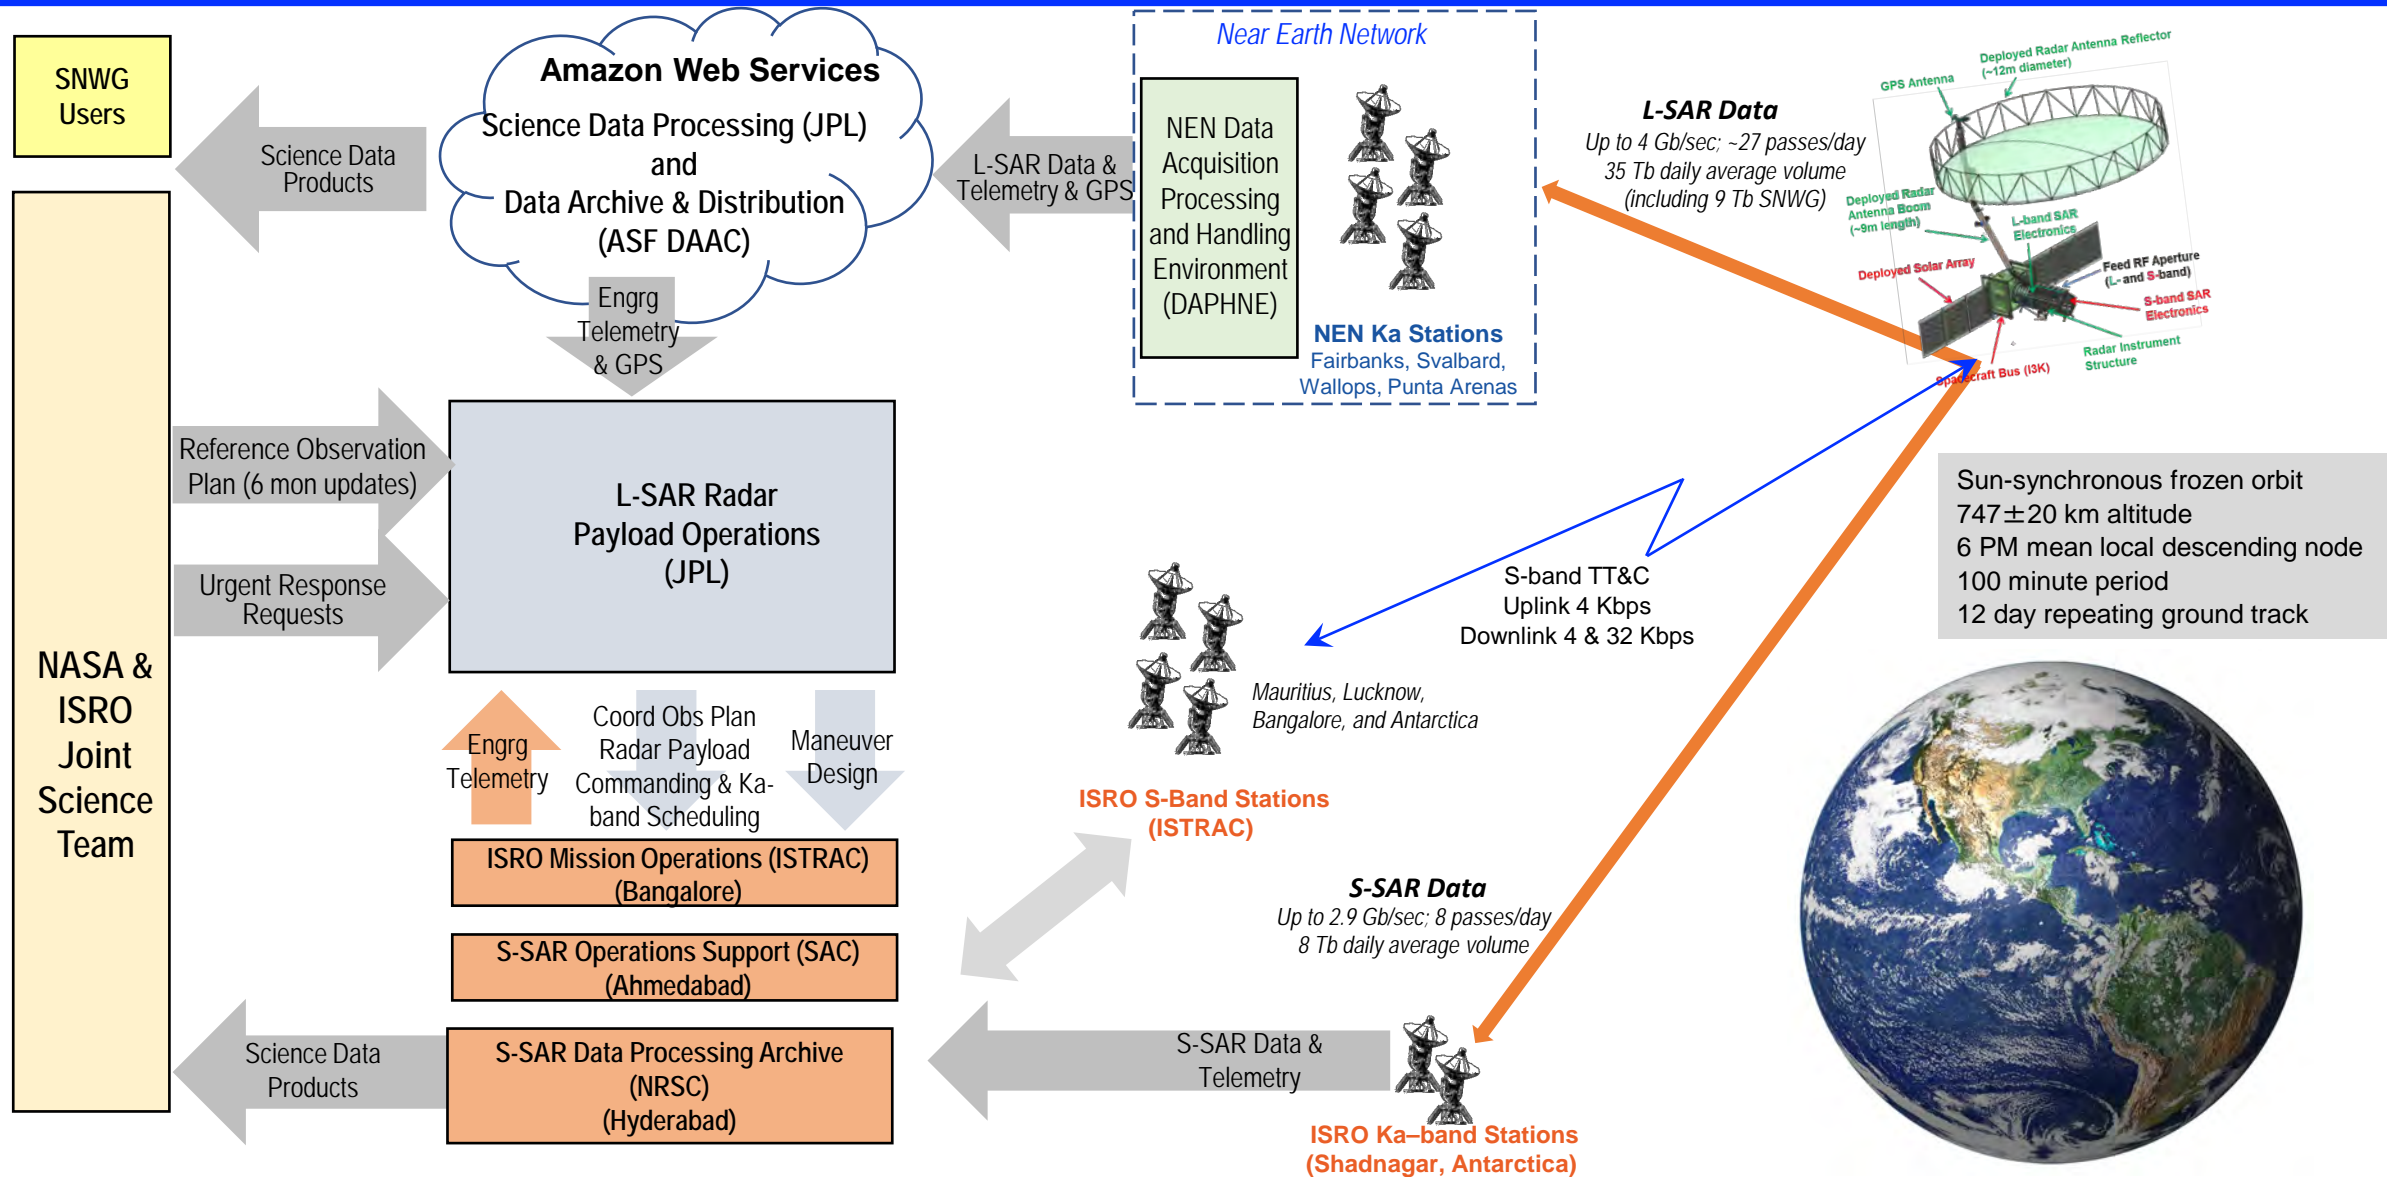 SNWG
Users
Science Data
Products
Amazon Web Services
Science Data Processing (JPL)
and
Data Archive & Distribution
(ASF DAAC)
L-SAR Data &
Telemetry & GPS
Near Earth Network
NEN Data
Acquisition
Processing
and Handling
Environment
(DAPHNE)
NEN Ka Stations
Fairbanks, Svalbard,
Wallops, Punta Arenas
L-SAR Data
Up to 4 Gb/sec; ~27 passes/day
35 Tb daily average volume
(including 9 Tb SNWG)
Deployed Radar Antenna Reflector
(~12m diameter)
GPS Antenna
Deployed Radar
Antenna Boom
(~9m length)
L-band SAR
Electronics
Deployed Solar Array
Feed RF Aperture
(L- and S-band)
S-band SAR
Electronics
Radar Instrument
Structure
Spacecraft Bus (I3K)
Engrg
Telemetry
& GPS
NASA &
ISRO
Joint
Science
Team
Reference Observation
Plan (6 mon updates)
Urgent Response
Requests
L-SAR Radar
Payload Operations
(JPL)
Engrg
Telemetry
Coord Obs Plan
Radar Payload
Commanding & Ka-
band Scheduling
Maneuver
Design
ISRO Mission Operations (ISTRAC)
(Bangalore)
S-SAR Operations Support (SAC)
(Ahmedabad)
S-SAR Data Processing Archive
(NRSC)
(Hyderabad)
Science Data
Products
S-band TT&C
Uplink 4 Kbps
Downlink 4 & 32 Kbps
Mauritius, Lucknow,
Bangalore, and Antarctica
ISRO S-Band Stations
(ISTRAC)
S-SAR Data
Up to 2.9 Gb/sec; 8 passes/day
8 Tb daily average volume
S-SAR Data &
Telemetry
ISRO Ka–band Stations
(Shadnagar, Antarctica)
Sun-synchronous frozen orbit
747±20 km altitude
6 PM mean local descending node
100 minute period
12 day repeating ground track